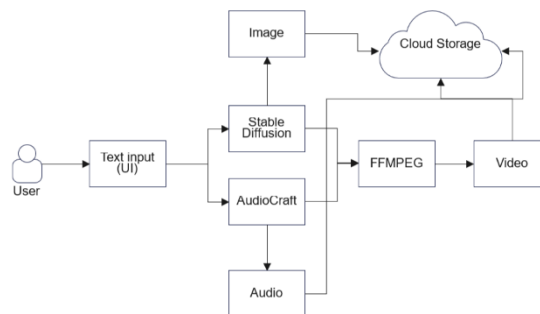 Image
Cloud Storage
Stable
Diffusion
Text input
(UI)
FFMPEG
Video
User
AudioCraft
Audio